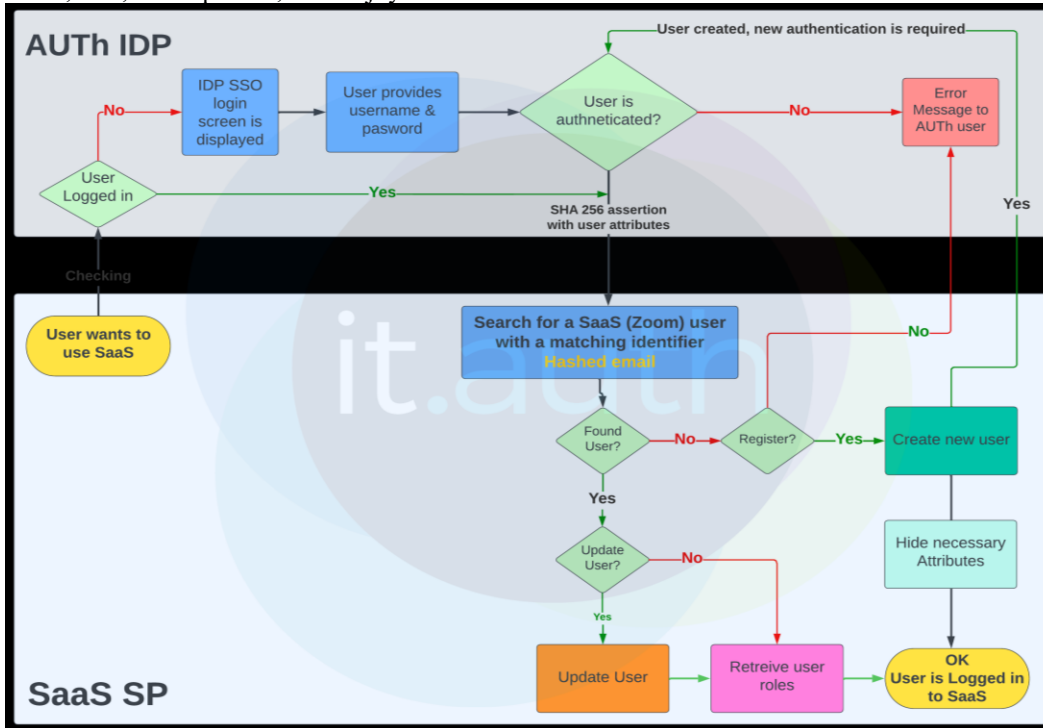 AUTh IDP
User created, new authentication is required
No
IDP SSO
login
screen is
displayed
User provides
username &
pasword
User is
authneticated?
No
Error
Message to
AUTh user
User
Logged in
Yes
SHA 256 assertion
with user attributes
Yes
Checking
User wants to
use SaaS
Search for a SaaS (Zoom) user
with a matching identifier
Hashed email
No
it.auth
Found
User?
No
Register?
Yes
Create new user
Yes
Update
User?
No
Hide necessary
Attributes
Yes
Update User
Retreive user
roles
OK
User is Logged in
to SaaS
SaaS SP